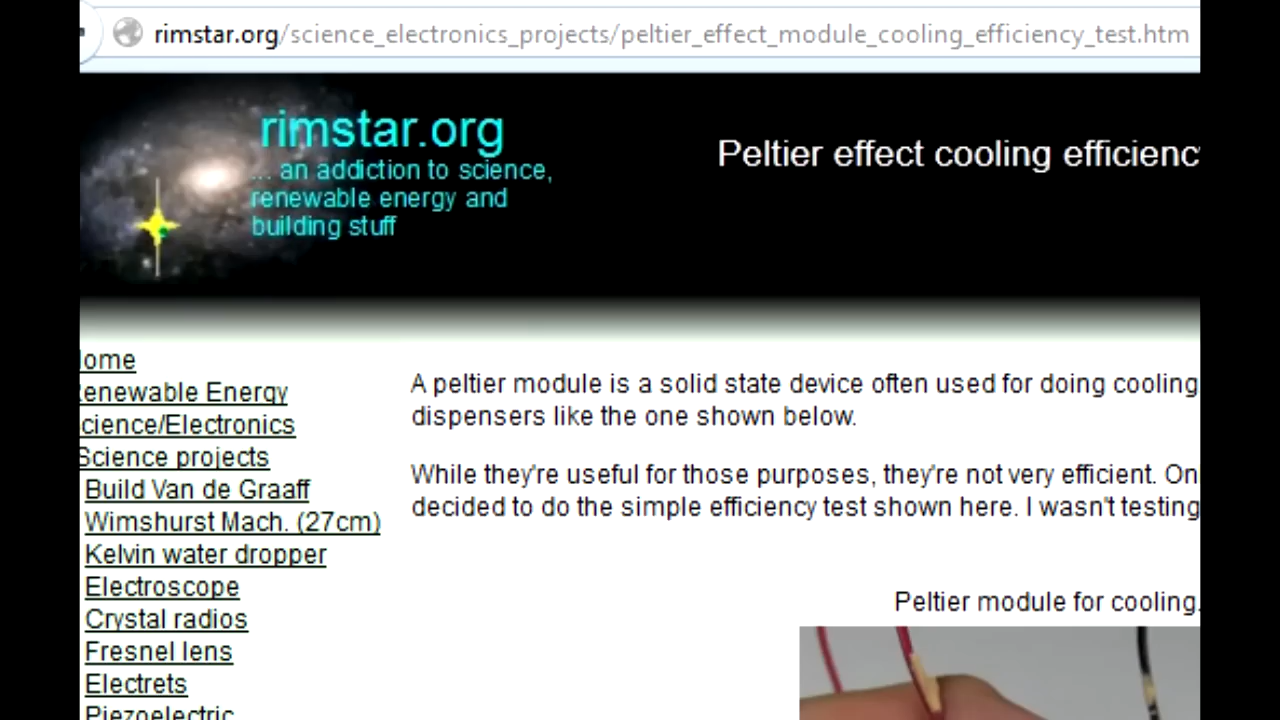 rimstar.org/science_electronics_projects/peltier_effect_module_cooling_efficiency_test.htm
rimstar.org
... an addiction to science,
renewable energy and
building stuff
Peltier effect cooling efficienc
ome
enewable Energy
cience/Electronics
Science projects
Build Van de Graaff
Wimshurst Mach. (27cm)
Kelvin water dropper
Electroscope
Crystal radios
Fresnel lens
Electrets
Piezoelectric
A peltier module is a solid state device often used for doing cooling
dispensers like the one shown below.
While they're useful for those purposes, they're not very efficient. On
decided to do the simple efficiency test shown here. I wasn't testing
Peltier module for cooling.